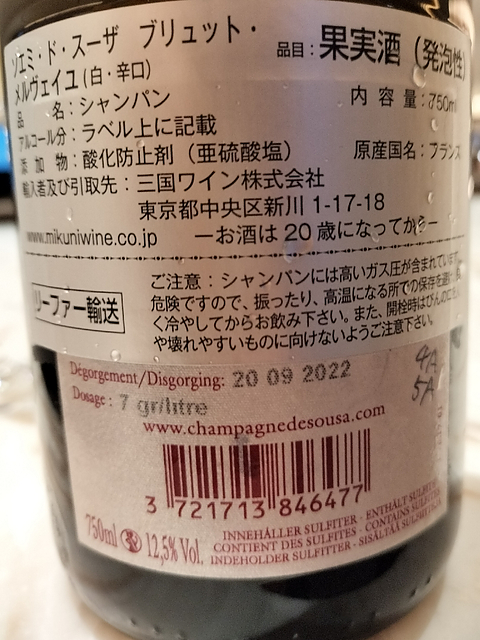 ゾエミ・ド・スーザ ブリュット・
メルヴェイユ(白・辛口)
品目:果実酒(発泡性)
品 名:シャンパン
内容量:750ml
アルコール分:ラベル上に記載
添加物:酸化防止剤(亜硫酸塩)
原産国名:フランス
輸入者及び引取先:三国ワイン株式会社
東京都中央区新川 1-17-18
www.mikuniwine.co.jp ーお酒は20歳になってからー
リーファー輸送
ご注意:シャンパンには高いガス圧が含まれています
危険ですので、振ったり、高温になる所での保存を避け
く冷やしてからお飲み下さい。また、開栓時はびんの
や壊れやすいものに向けないようご注意下さい。
4A
5A
Dégorgement/Disgorging: 20 09 2022
Dosage: 7 gr/litre
www.champagnedesousa.com
3 721713 846477
750ml 12,5% Vol.
INNEHÅLLER SULFITER · ENTHÄLT SULFITE
CONTIENT DES SULFITES · CONTAINS SULFITES
INDEHOLDER SULFITTER · SISÄLTÄÄ SULFIITTEJA